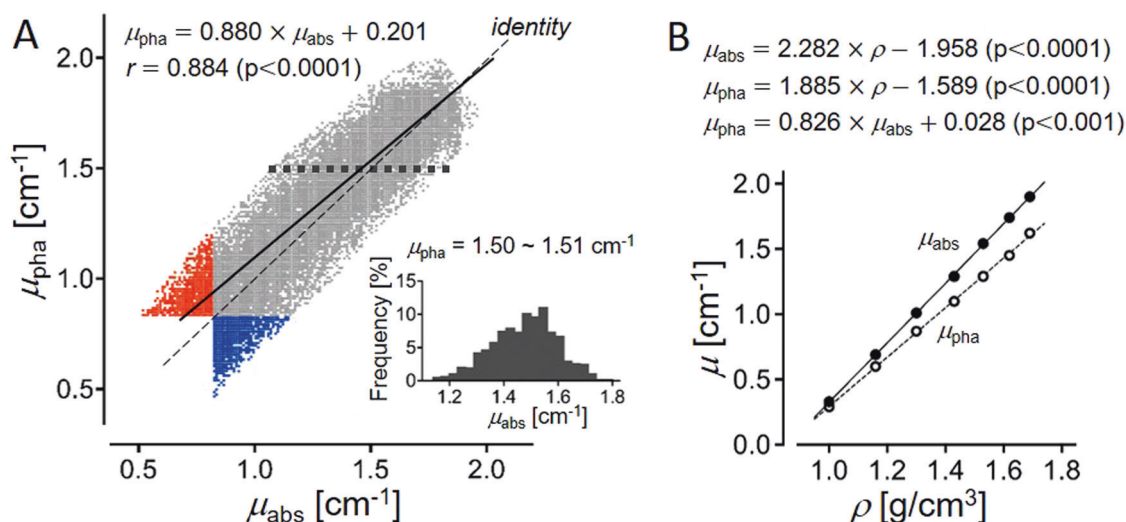 A
μpha = 0.880 × μabs + 0.201
r = 0.884 (p<0.0001)
identity
μpha [cm-1]
2.0
1.5
1.0
0.5
0.5 1.0 1.5 2.0
μabs [cm-1]
μpha = 1.50 ~ 1.51 cm-1
Frequency [%]
15
10
5
0
1.2 1.4 1.6 1.8
μabs [cm-1]
B
μabs = 2.282 × ρ − 1.958 (p<0.0001)
μpha = 1.885 × ρ − 1.589 (p<0.0001)
μpha = 0.826 × μabs + 0.028 (p<0.001)
μ [cm-1]
2.0
1.5
1.0
0.5
0.0
μabs
μpha
1.0 1.2 1.4 1.6 1.8
ρ [g/cm3]